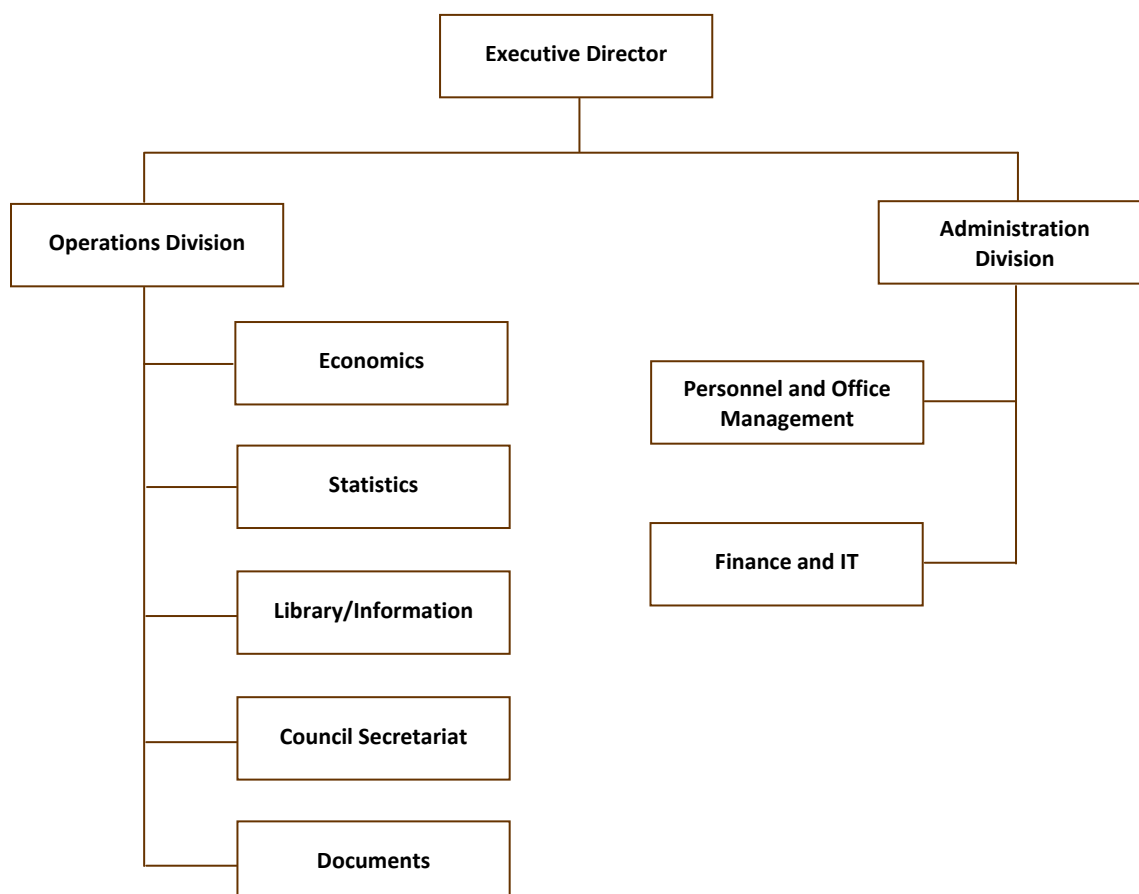 Executive Director
Operations Division
Administration
Division
Economics
Personnel and Office
Management
Statistics
Finance and IT
Library/Information
Council Secretariat
Documents